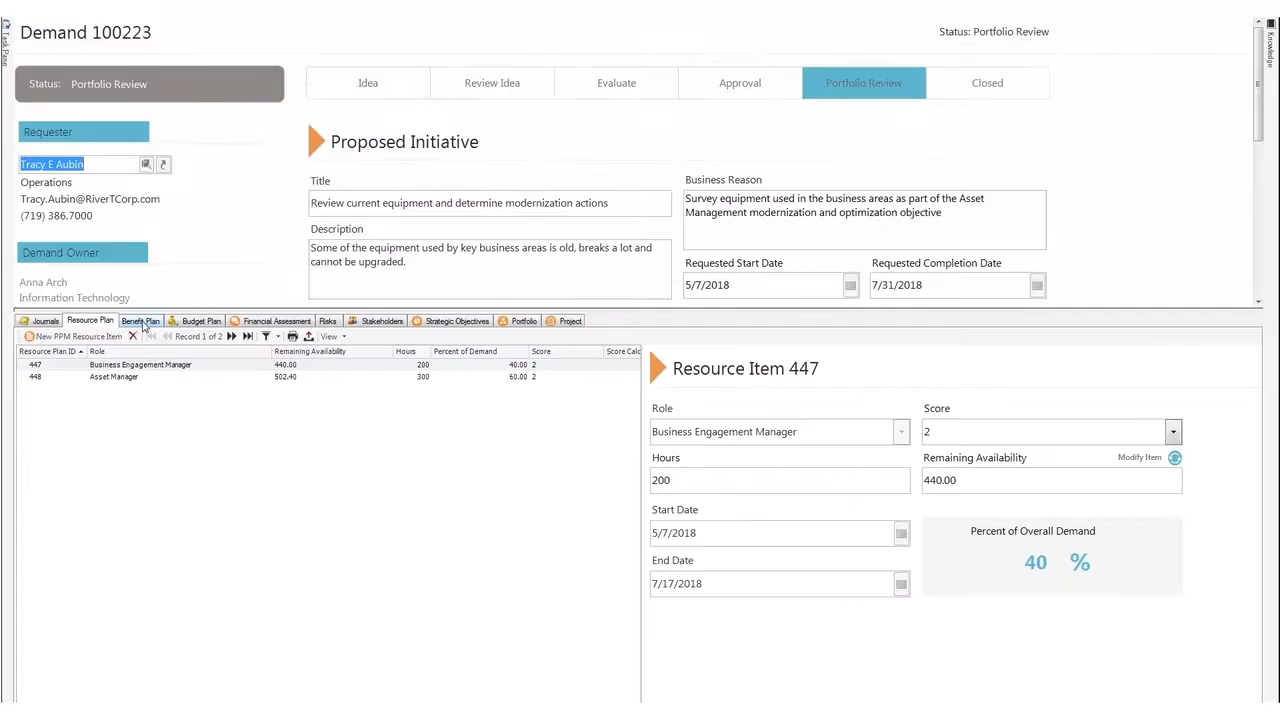 Demand 100223
Status: Portfolio Review
Task Pane
Knowledge
Status: Portfolio Review
Idea
Review Idea
Evaluate
Approval
Portfolio Review
Closed
Requester
Tracy E Aubin
Operations
Tracy.Aubin@RiverTCorp.com
(719) 386.7000
Demand Owner
Anna Arch
Information Technology
Proposed Initiative
Title
Review current equipment and determine modernization actions
Description
Some of the equipment used by key business areas is old, breaks a lot and
cannot be upgraded.
Business Reason
Survey equipment used in the business areas as part of the Asset
Management modernization and optimization objective
Requested Start Date
5/7/2018
Requested Completion Date
7/31/2018
Journals Resource Plan Benefit Plan Budget Plan Financial Assessment Risks Stakeholders Strategic Objectives Portfolio Project
New PPM Resource Item Record 1 of 2 View
Resource Plan ID Role Remaining Availability Hours Percent of Demand Score Score Calc
447 Business Engagement Manager 440.00 200 40.00 2
448 Asset Manager 502.40 300 60.00 2
Resource Item 447
Role
Business Engagement Manager
Score
2
Hours
200
Remaining Availability
Modify Item
440.00
Start Date
5/7/2018
End Date
7/17/2018
Percent of Overall Demand
40 %